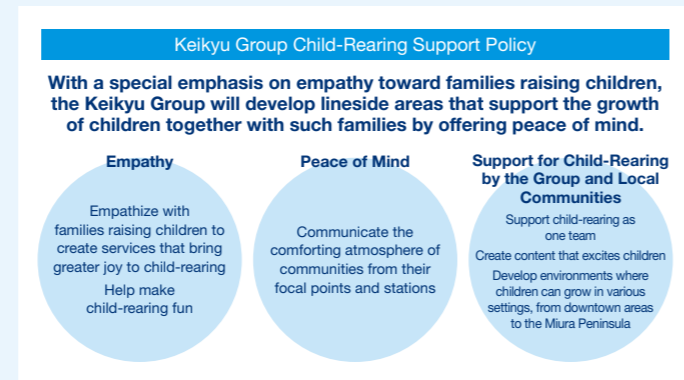 Keikyu Group Child-Rearing Support Policy
With a special emphasis on empathy toward families raising children,
the Keikyu Group will develop lineside areas that support the growth
of children together with such families by offering peace of mind.
Empathy
Empathize with
families raising children to
create services that bring
greater joy to child-rearing
Help make
child-rearing fun
Peace of Mind
Communicate the
comforting atmosphere of
communities from their
focal points and stations
Support for Child-Rearing
by the Group and Local
Communities
Support child-rearing as
one team
Create content that excites children
Develop environments where
children can grow in various
settings, from downtown areas
to the Miura Peninsula